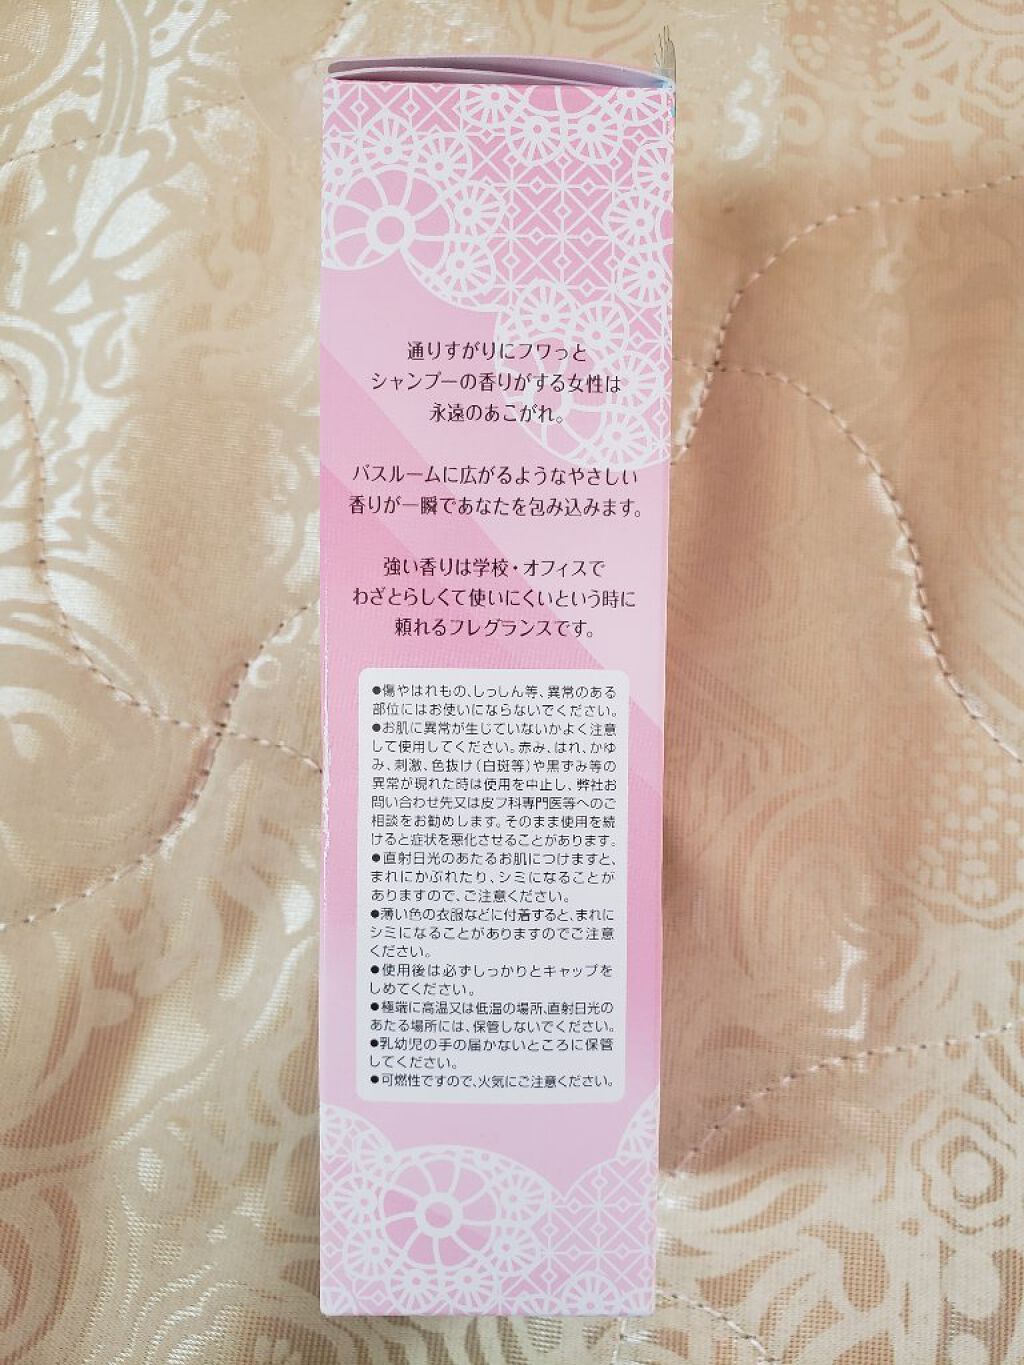 通りすがりにフワっと
シャンプーの香りがする女性は
永遠のあこがれ。
バスルームに広がるようなやさしい
香りが一瞬であなたを包み込みます。
強い香りは学校・オフィスで
わざとらしくて使いにくいという時に
頼れるフレグランスです。
●傷やはれもの、しっしん等、異常のある
部位にはお使いにならないでください。
●お肌に異常が生じていないかよく注意
して使用してください。赤み、はれ、かゆ
み、刺激、色抜け(白斑等)や黒ずみ等の
異常が現れた時は使用を中止し、弊社お
問い合わせ先又は皮フ科専門医等へのご
相談をお勧めします。そのまま使用を続
けると症状を悪化させることがあります。
●直射日光のあたるお肌につけますと、
まれにかぶれたり、シミになることが
ありますので、ご注意ください。
●薄い色の衣服などに付着すると、まれに
シミになることがありますのでご注意
ください。
●使用後は必ずしっかりとキャップを
しめてください。
●極端に高温又は低温の場所、直射日光の
あたる場所には、保管しないでください。
●乳幼児の手の届かないところに保管
してください。
●可燃性ですので、火気にご注意ください。